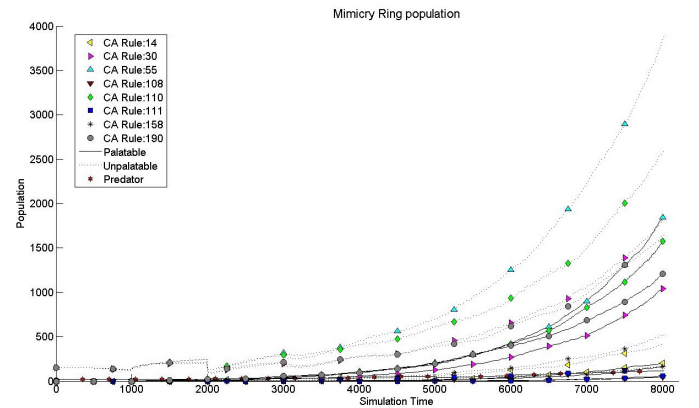 Mimicry Ring population
4000
3500
3000
2500
2000
1500
1000
500
0
Population
CA Rule:14
CA Rule:30
CA Rule:55
CA Rule:108
CA Rule:110
CA Rule:111
CA Rule:158
CA Rule:190
Palatable
Unpalatable
Predator
0 1000 2000 3000 4000 5000 6000 7000 8000
Simulation Time